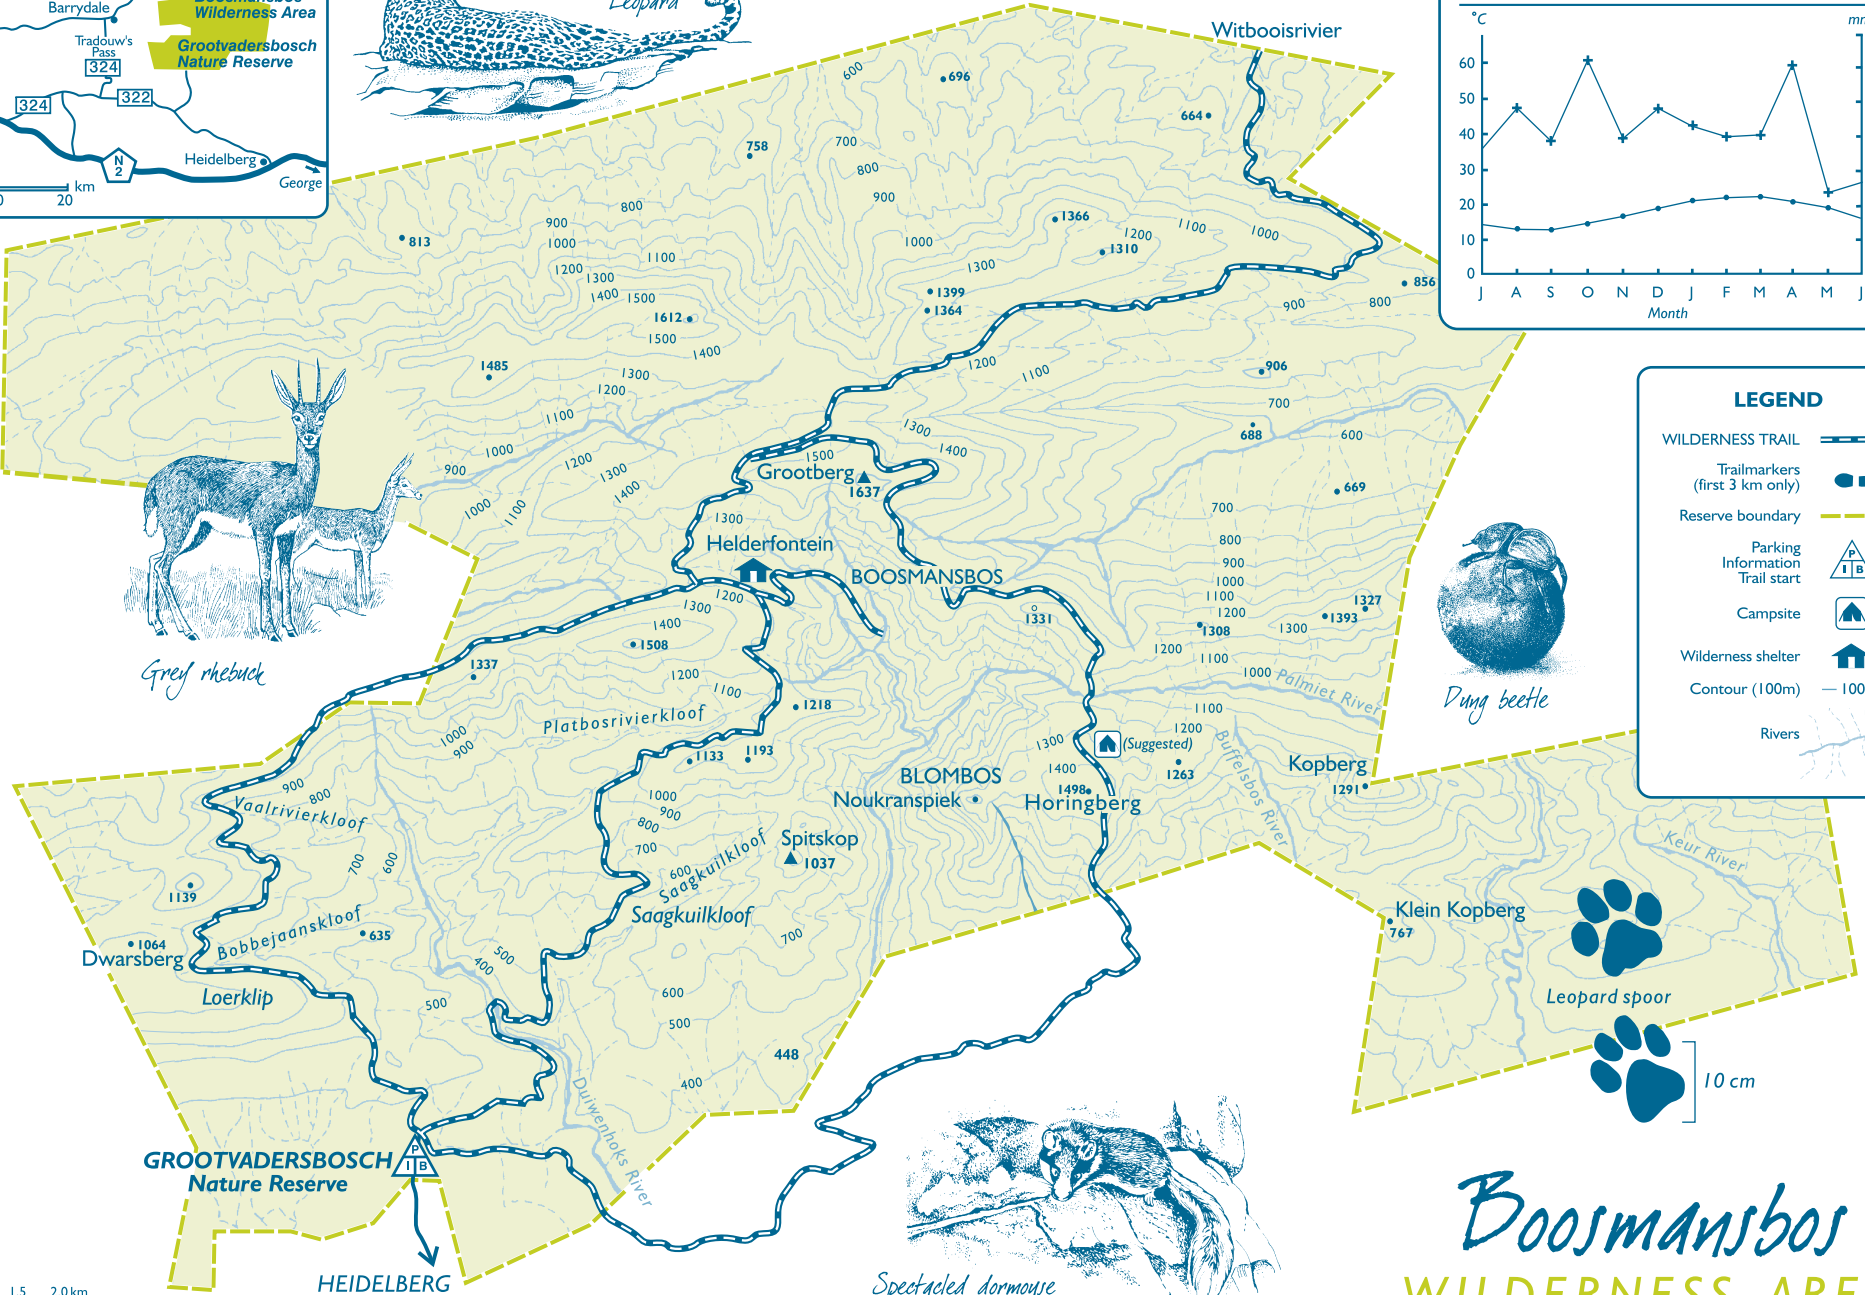 Barrydale
Boosmansbos
Wilderness Area
Tradouw's
Pass
Grootvadersbosch
Nature Reserve
324
322
324
N
2
Heidelberg
George
0
20
km
Leopard
Witbooisrivier
°C
60
50
40
30
20
10
0
J A S O N D J F M A M J
Month
600
696
664
700
758
800
900
813
800
900
1000
1100
1200
1300
1400
1500
1612
1500
1400
1000
1366
1200
1100
1000
1310
1300
1399
1364
900
800
856
1485
1300
1200
1100
1200
1100
906
700
688
600
1000
900
1200
1300
1400
1000
1100
1500
Grootberg
1637
1300
1400
669
1300
Helderfontein
BOOSMANSBOS
1200
1300
1400
1508
1337
1331
700
800
900
1000
1100
1200
1308
1300
1393
1327
1200
1100
1000
Palmiet River
Grey rhebuck
Dung beetle
LEGEND
WILDERNESS TRAIL
Trailmarkers
(first 3 km only)
Reserve boundary
Parking
Information
Trail start
P
I B
Campsite
Wilderness shelter
Contour (100m)
100
Rivers
1200
1100
1218
Platbosrivierkloof
1000
900
1133
1193
1100
1200
1300
(Suggested)
1263
1400
1498
Horingberg
Buffelsbos River
Kopberg
1291
BLOMBOS
Noukranspiek
900
800
Vaalrivierkloof
700
600
1000
900
800
700
600
Saagkuilkloof
Saagkuilkloof
Spitskop
1037
Keur River
1139
1064
Dwarsberg
Bobbejaanskloof
635
Loerklip
500
400
500
700
600
500
448
400
Duiwenhoks River
Klein Kopberg
767
Leopard spoor
10 cm
GROOTVADERSBOSCH
Nature Reserve
P
I B
HEIDELBERG
Spectacled dormouse
Boosmansbos
1.5
2.0 km
WILDERNESS